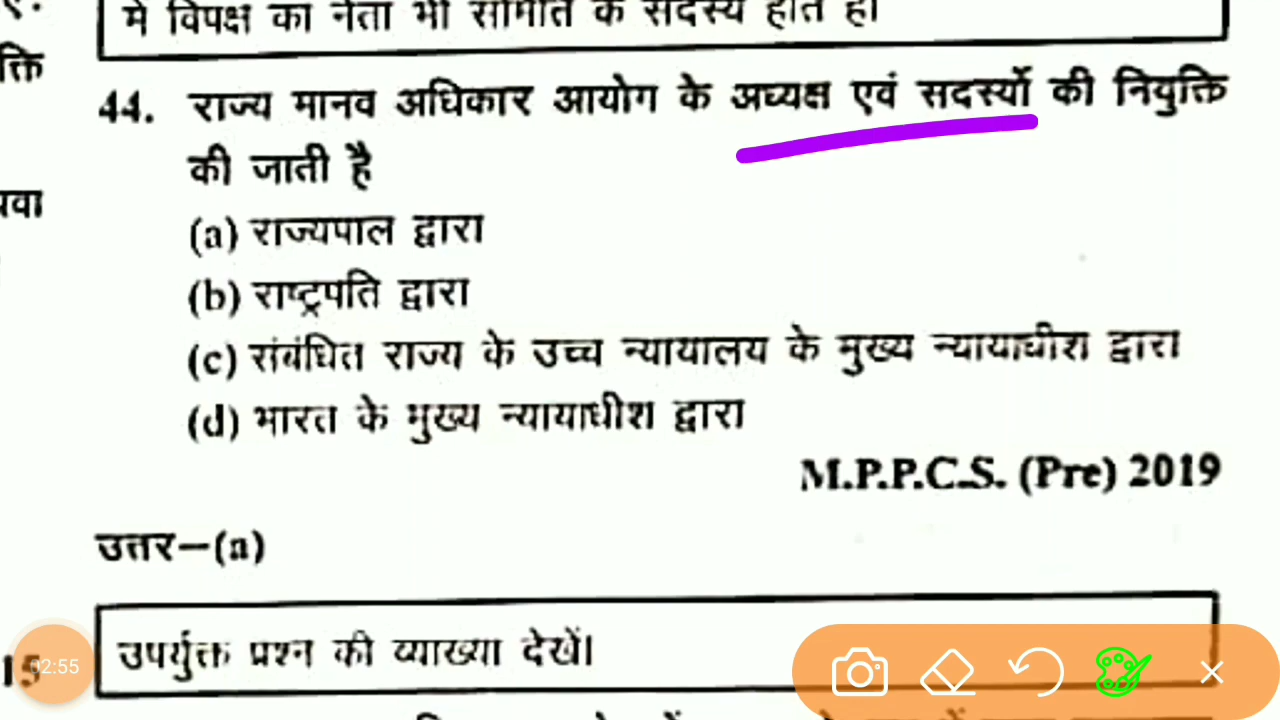 में विपक्ष का नेता भी समिति के सदस्य होते हैं।
क्ति
44. राज्य मानव अधिकार आयोग के अध्यक्ष एवं सदस्यों की नियुक्ति
की जाती है
(a) राज्यपाल द्वारा
(b) राष्ट्रपति द्वारा
(c) संबंधित राज्य के उच्च न्यायालय के मुख्य न्यायाधीश द्वारा
(d) भारत के मुख्य न्यायाधीश द्वारा
M.P.P.C.S. (Pre) 2019
उत्तर–(a)
उपर्युक्त प्रश्न की व्याख्या देखें।
15
02:55